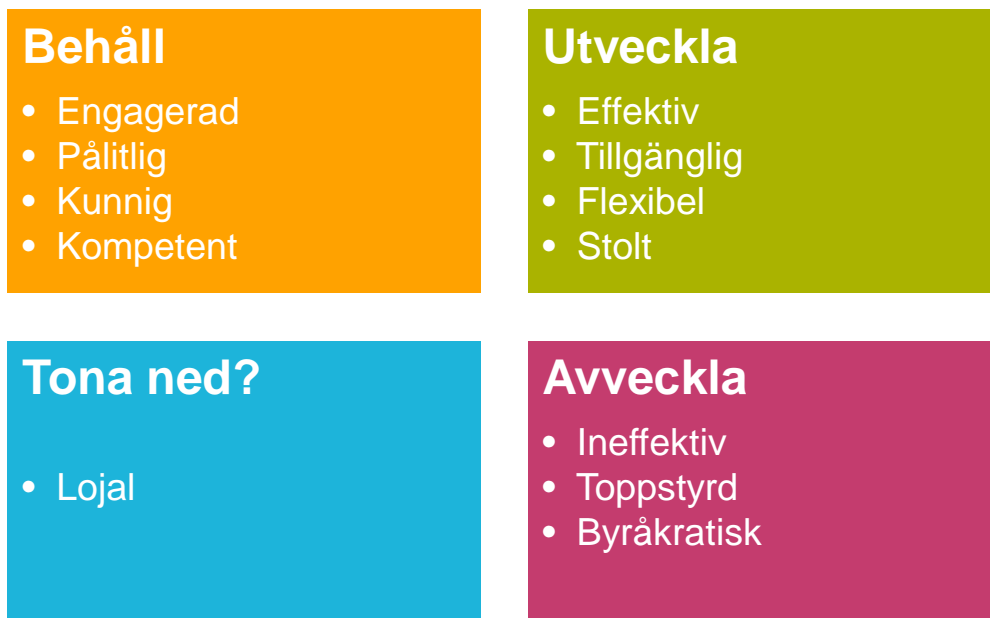 Behåll
• Engagerad
• Pålitlig
• Kunnig
• Kompetent
Utveckla
• Effektiv
• Tillgänglig
• Flexibel
• Stolt
Tona ned?
• Lojal
Avveckla
• Ineffektiv
• Toppstyrd
• Byråkratisk